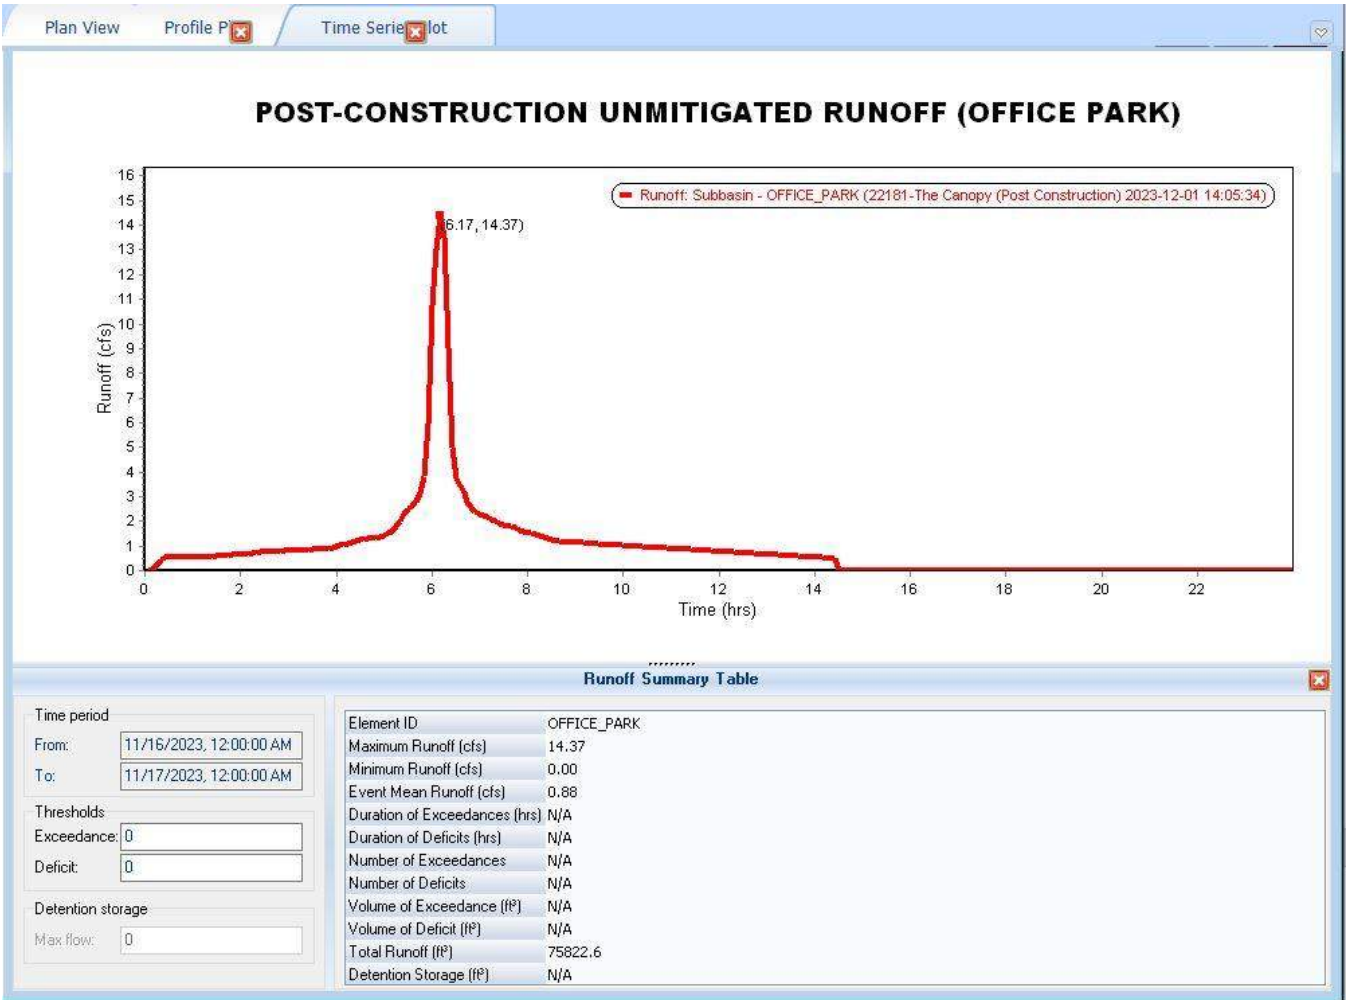 Plan View Profile P Time Serie lot
POST-CONSTRUCTION UNMITIGATED RUNOFF (OFFICE PARK)
Runoff: Subbasin - OFFICE_PARK (22181-The Canopy (Post Construction) 2023-12-01 14:05:34)
(6.17, 14.37)
16
15
14
13
12
11
10
9
8
7
6
5
4
3
2
1
0
Runoff (cfs)
0 2 4 6 8 10 12 14 16 18 20 22
Time (hrs)
Runoff Summary Table
Time period
From: 11/16/2023, 12:00:00 AM
To: 11/17/2023, 12:00:00 AM
Thresholds
Exceedance: 0
Deficit: 0
Detention storage
Max flow: 0
Element ID OFFICE_PARK
Maximum Runoff (cfs) 14.37
Minimum Runoff (cfs) 0.00
Event Mean Runoff (cfs) 0.88
Duration of Exceedances (hrs) N/A
Duration of Deficits (hrs) N/A
Number of Exceedances N/A
Number of Deficits N/A
Volume of Exceedance (ft³) N/A
Volume of Deficit (ft³) N/A
Total Runoff (ft³) 75822.6
Detention Storage (ft³) N/A